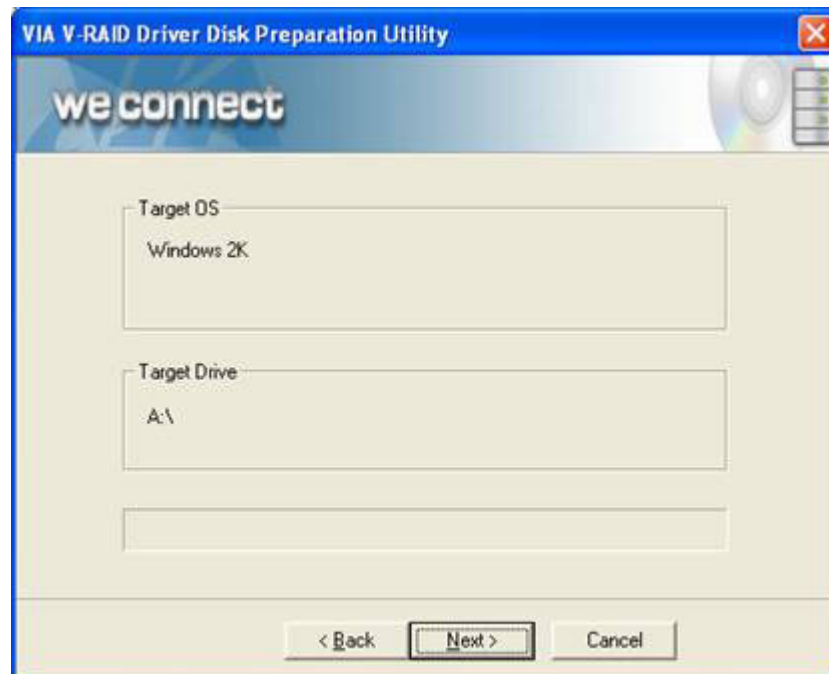 VIA V-RAID Driver Disk Preparation Utility
we connect
Target OS
Windows 2K
Target Drive
A:\
< Back
Next >
Cancel